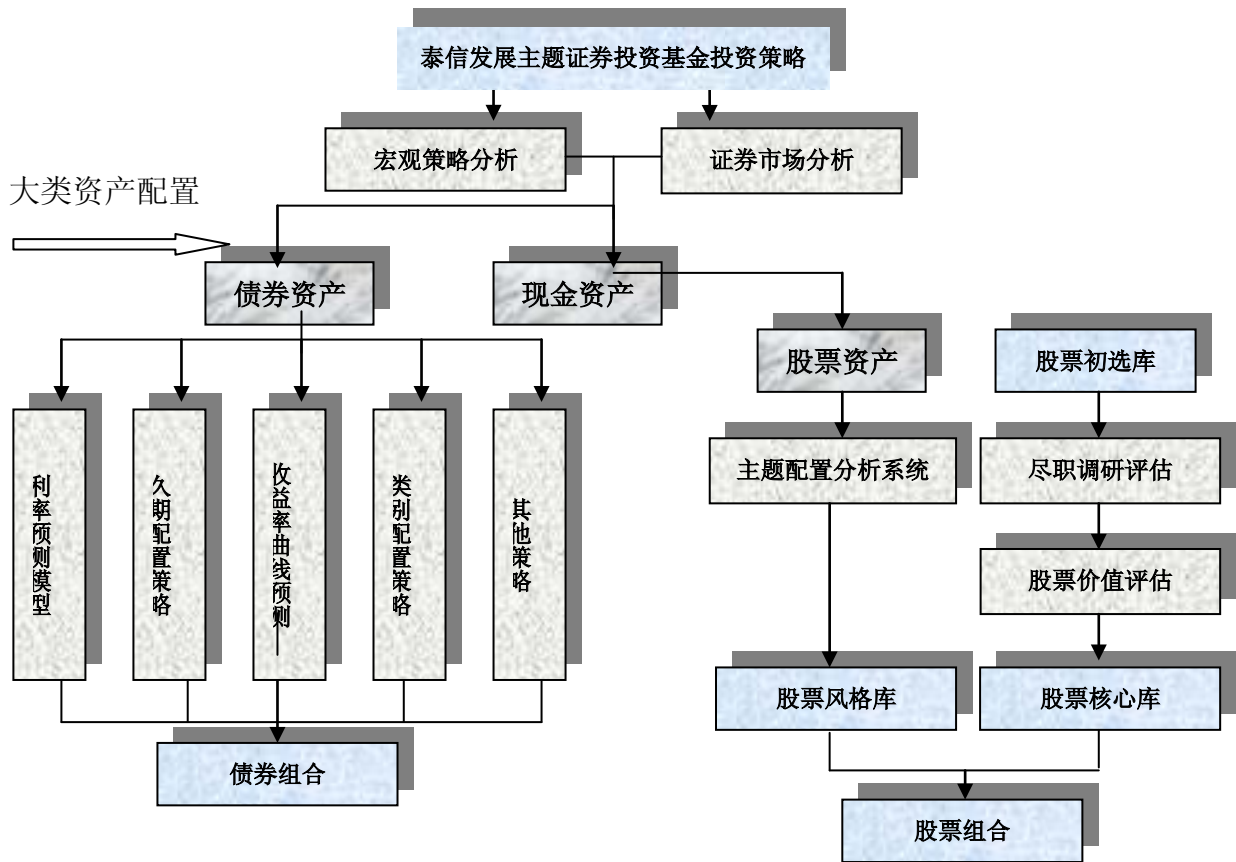 泰信发展主题证券投资基金投资策略
宏观策略分析
证券市场分析
大类资产配置
债券资产
现金资产
股票资产
股票初选库
利率预测模型
久期配置策略
收益率曲线预测
类别配置策略
其他策略
主题配置分析系统
尽职调研评估
股票价值评估
股票风格库
股票核心库
债券组合
股票组合